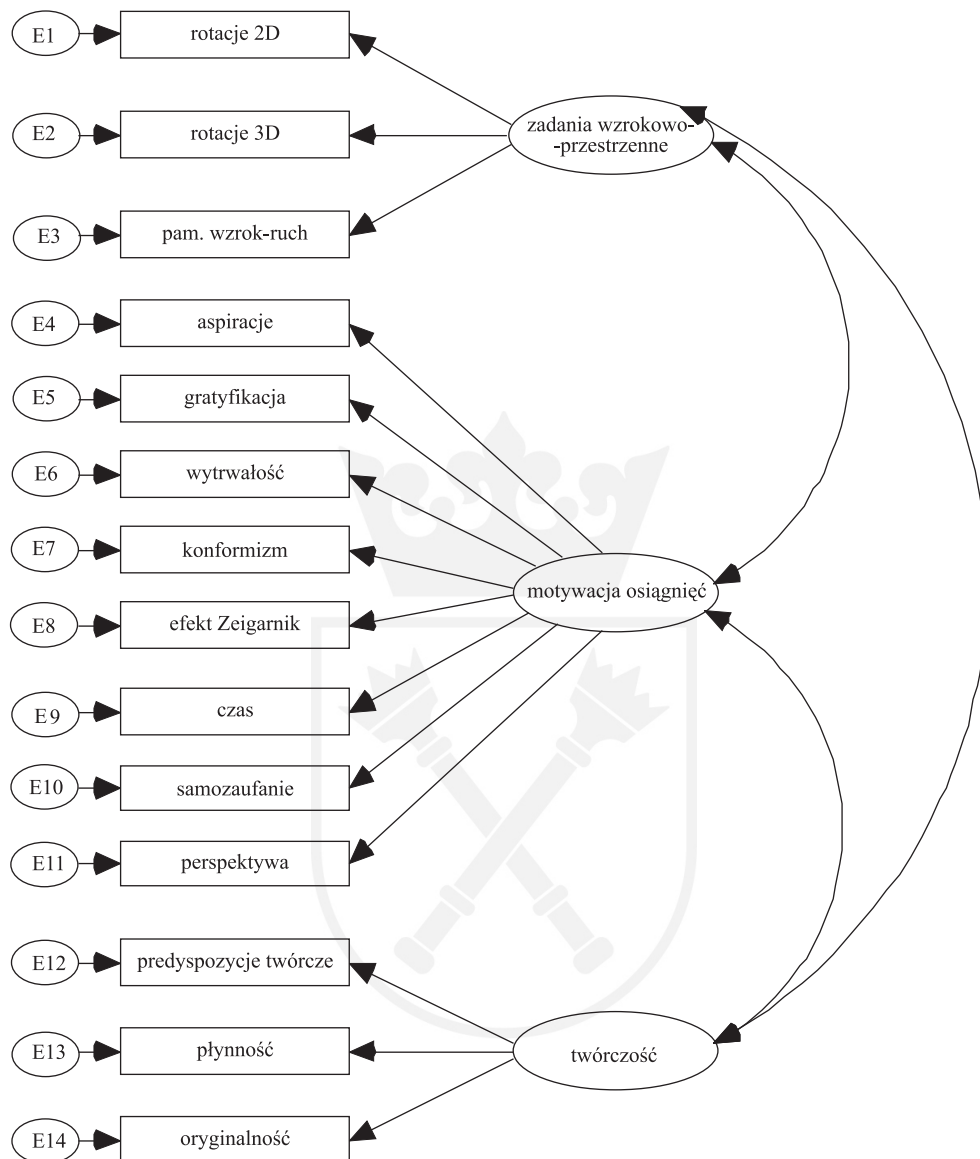 E1
rotacje 2D
E2
rotacje 3D
zadania wzrokowo-
-przestrzenne
E3
pam. wzrok-ruch
E4
aspiracje
E5
gratyfikacja
E6
wytrwałość
E7
konformizm
motywacja osiągnięć
E8
efekt Zeigarnik
E9
czas
E10
samozaufanie
E11
perspektywa
E12
predyspozycje twórcze
E13
płynność
twórczość
E14
oryginalność